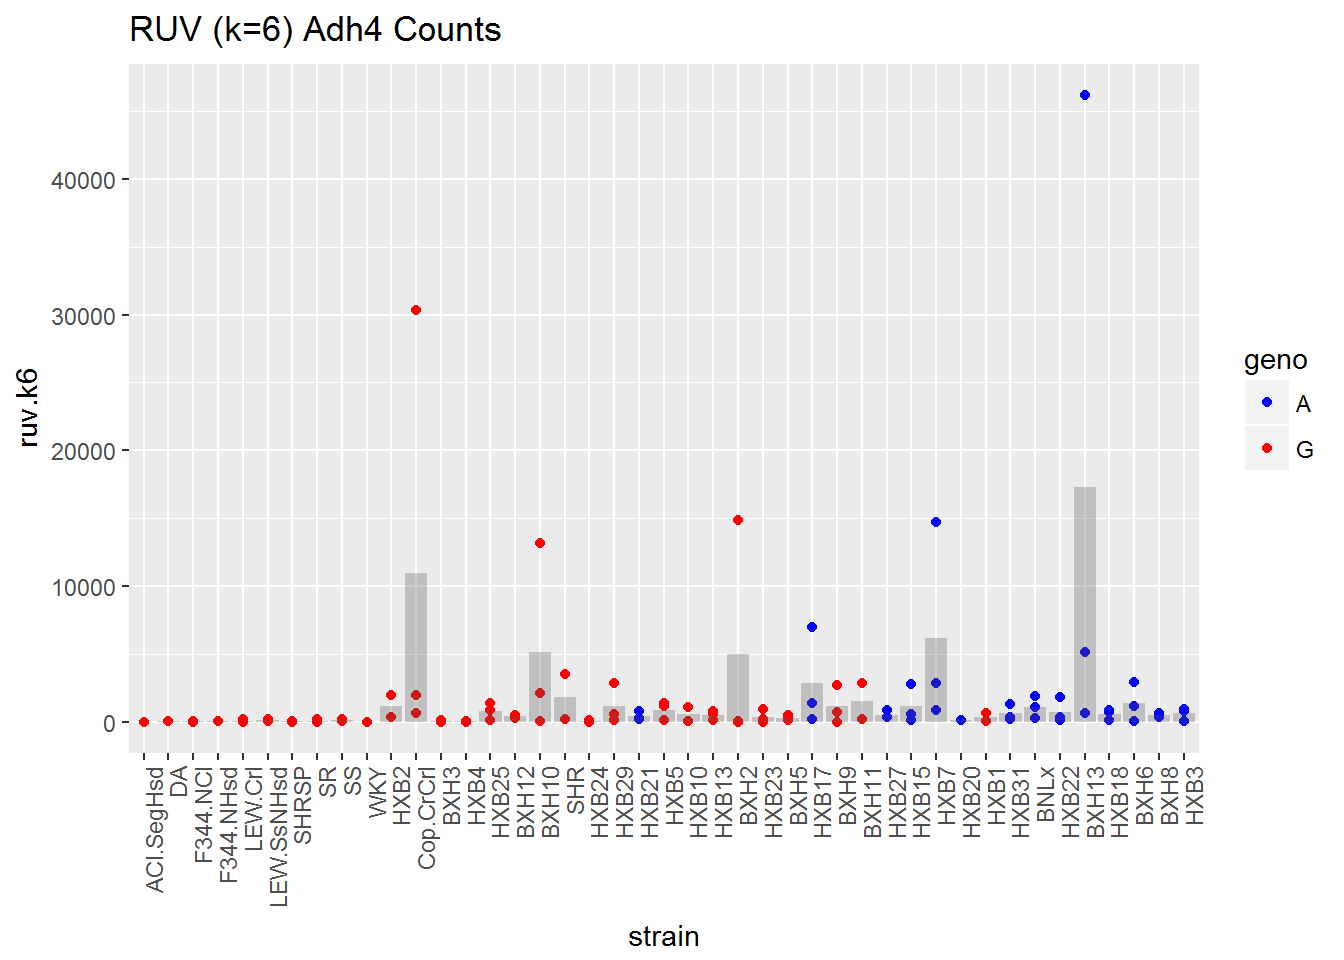 RUV (k=6) Adh4 Counts
40000
30000
20000
10000
0
ruv.k6
ACI.SegHsd
DA
F344.NCI
F344.NHsd
LEW.Crl
LEW.SsNHsd
SHRSP
SR
SS
WKY
HXB2
Cop.CrCrl
BXH3
HXB4
HXB25
BXH12
BXH10
SHR
HXB24
HXB29
HXB21
HXB5
HXB10
HXB13
BXH2
HXB23
BXH5
HXB17
BXH9
BXH11
HXB27
HXB15
HXB7
HXB20
HXB1
HXB31
BNLx
HXB22
BXH13
HXB18
BXH6
BXH8
HXB3
strain
geno
A
G